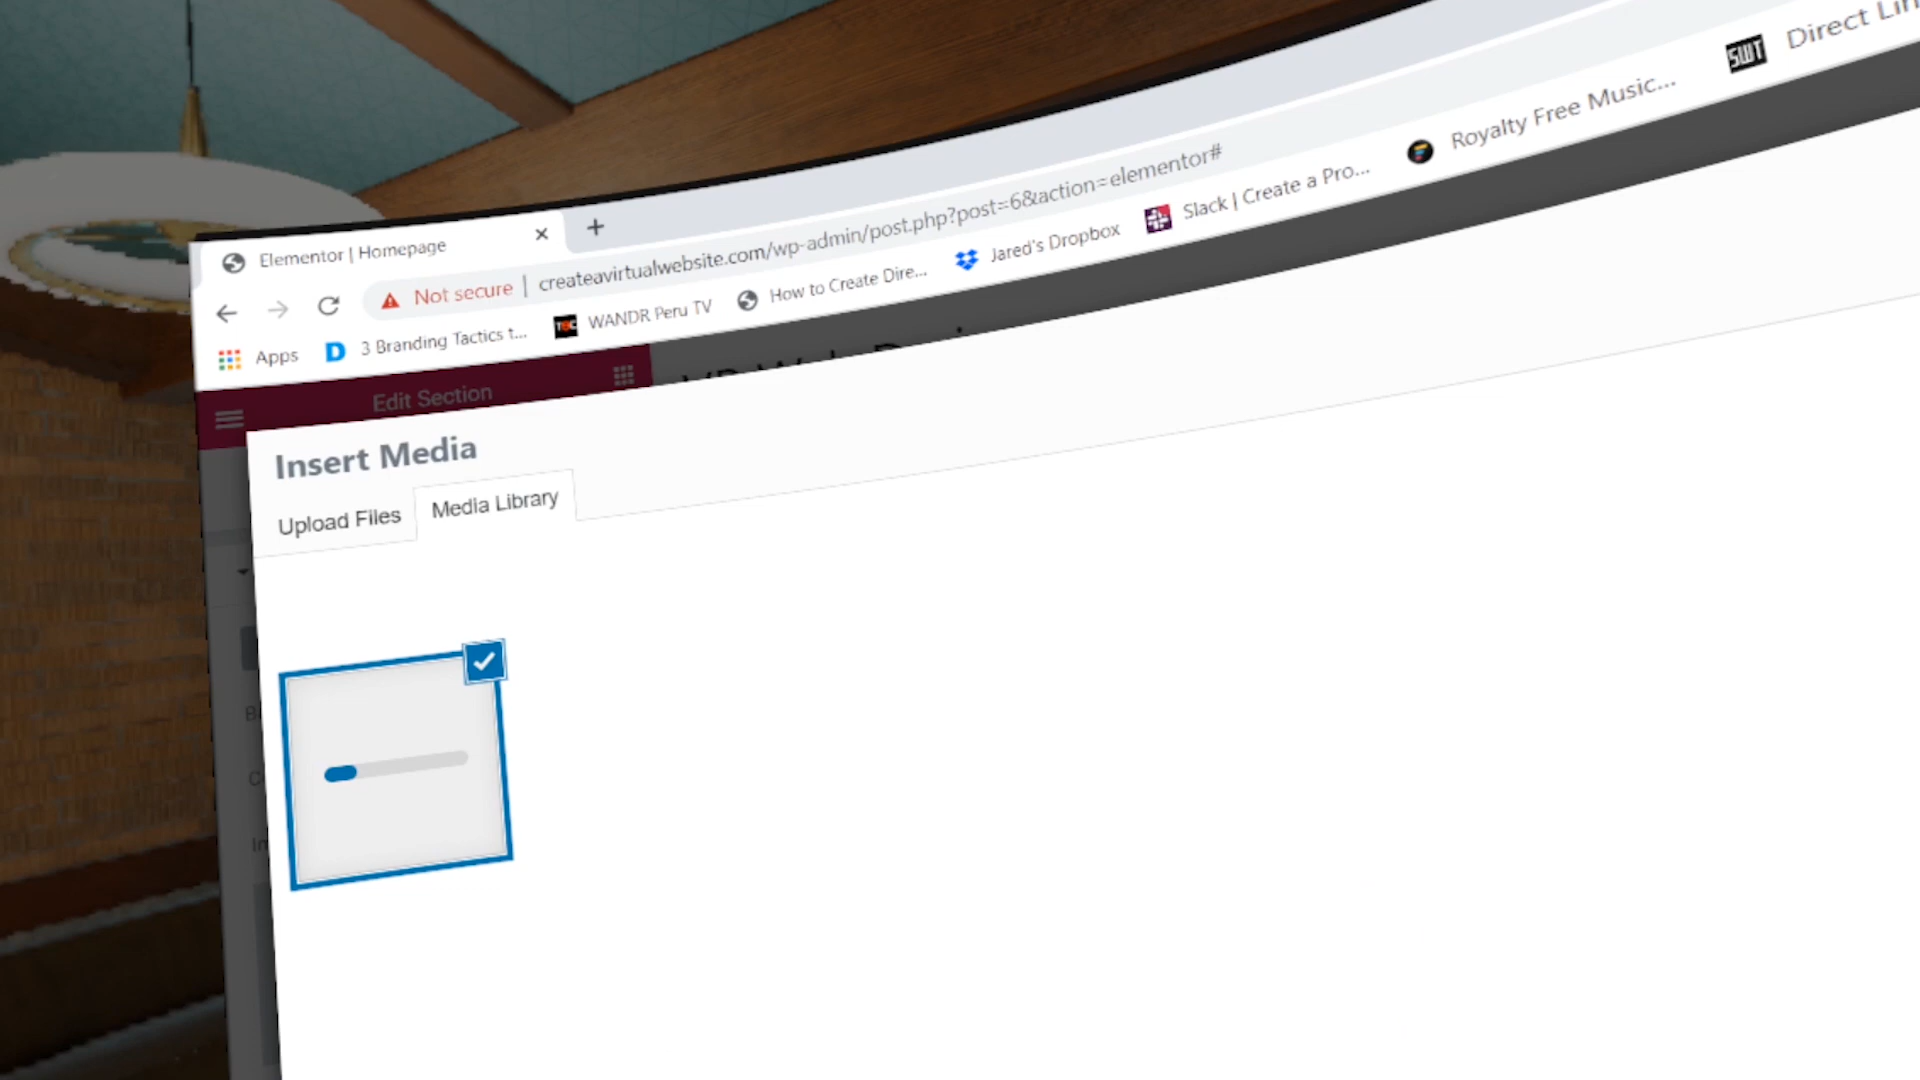 Elementor | Homepage
Not secure | createavirtualwebsite.com/wp-admin/post.php?post=6&action=elementor#
Apps 3 Branding Tactics t... WANDR Peru TV How to Create Dire... Jared's Dropbox Slack | Create a Pro... Royalty Free Music... SWT Direct
Edit Section
Insert Media
Upload Files
Media Library